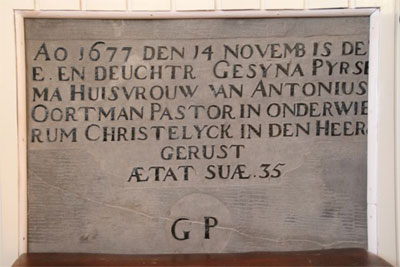 AO 1677 DEN 14 NOVEMB IS DE
E. EN DEUCHTR GESYNA PYRSE
MA HUISVROUW VAN ANTONIUS
OORTMAN PASTOR IN ONDERWIE
RUM CHRISTELYCK IN DEN HEER
GERUST
ÆTAT SUÆ. 35
G P